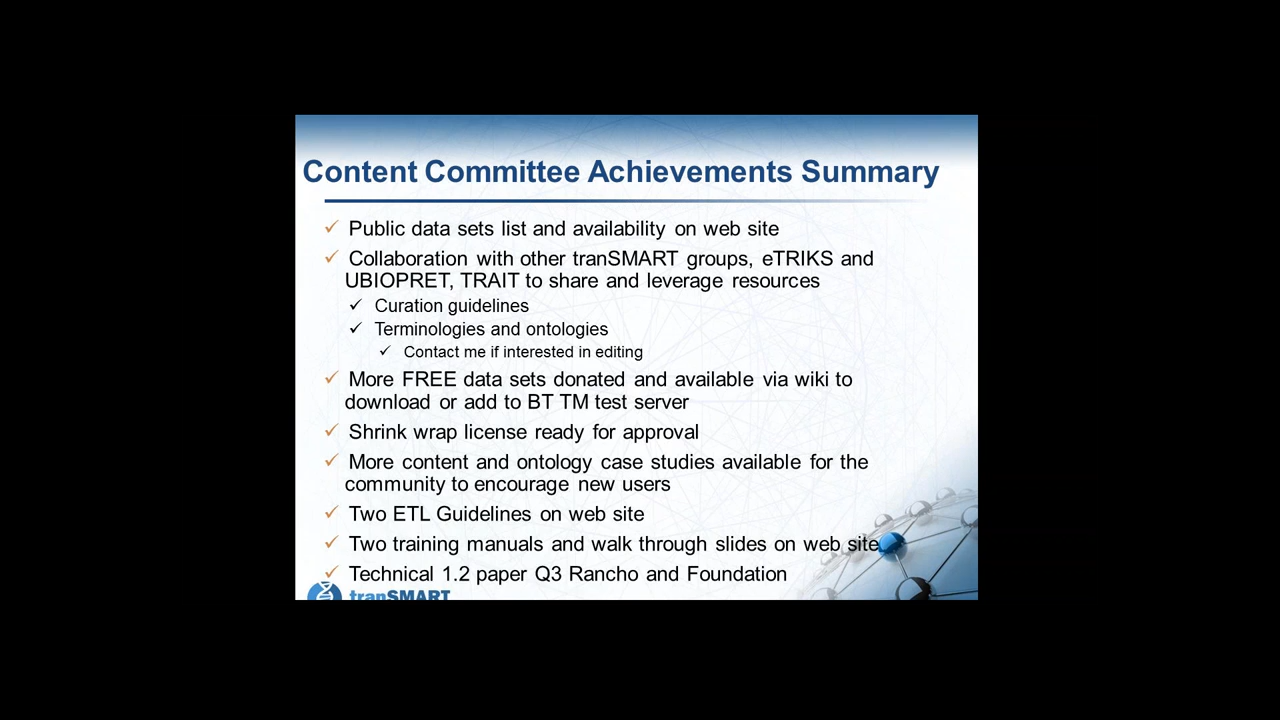 Content Committee Achievements Summary
✓ Public data sets list and availability on web site
✓ Collaboration with other tranSMART groups, eTRIKS and
UBIOPRET, TRAIT to share and leverage resources
✓ Curation guidelines
✓ Terminologies and ontologies
✓ Contact me if interested in editing
✓ More FREE data sets donated and available via wiki to
download or add to BT TM test server
✓ Shrink wrap license ready for approval
✓ More content and ontology case studies available for the
community to encourage new users
✓ Two ETL Guidelines on web site
✓ Two training manuals and walk through slides on web site
✓ Technical 1.2 paper Q3 Rancho and Foundation
tranSMART